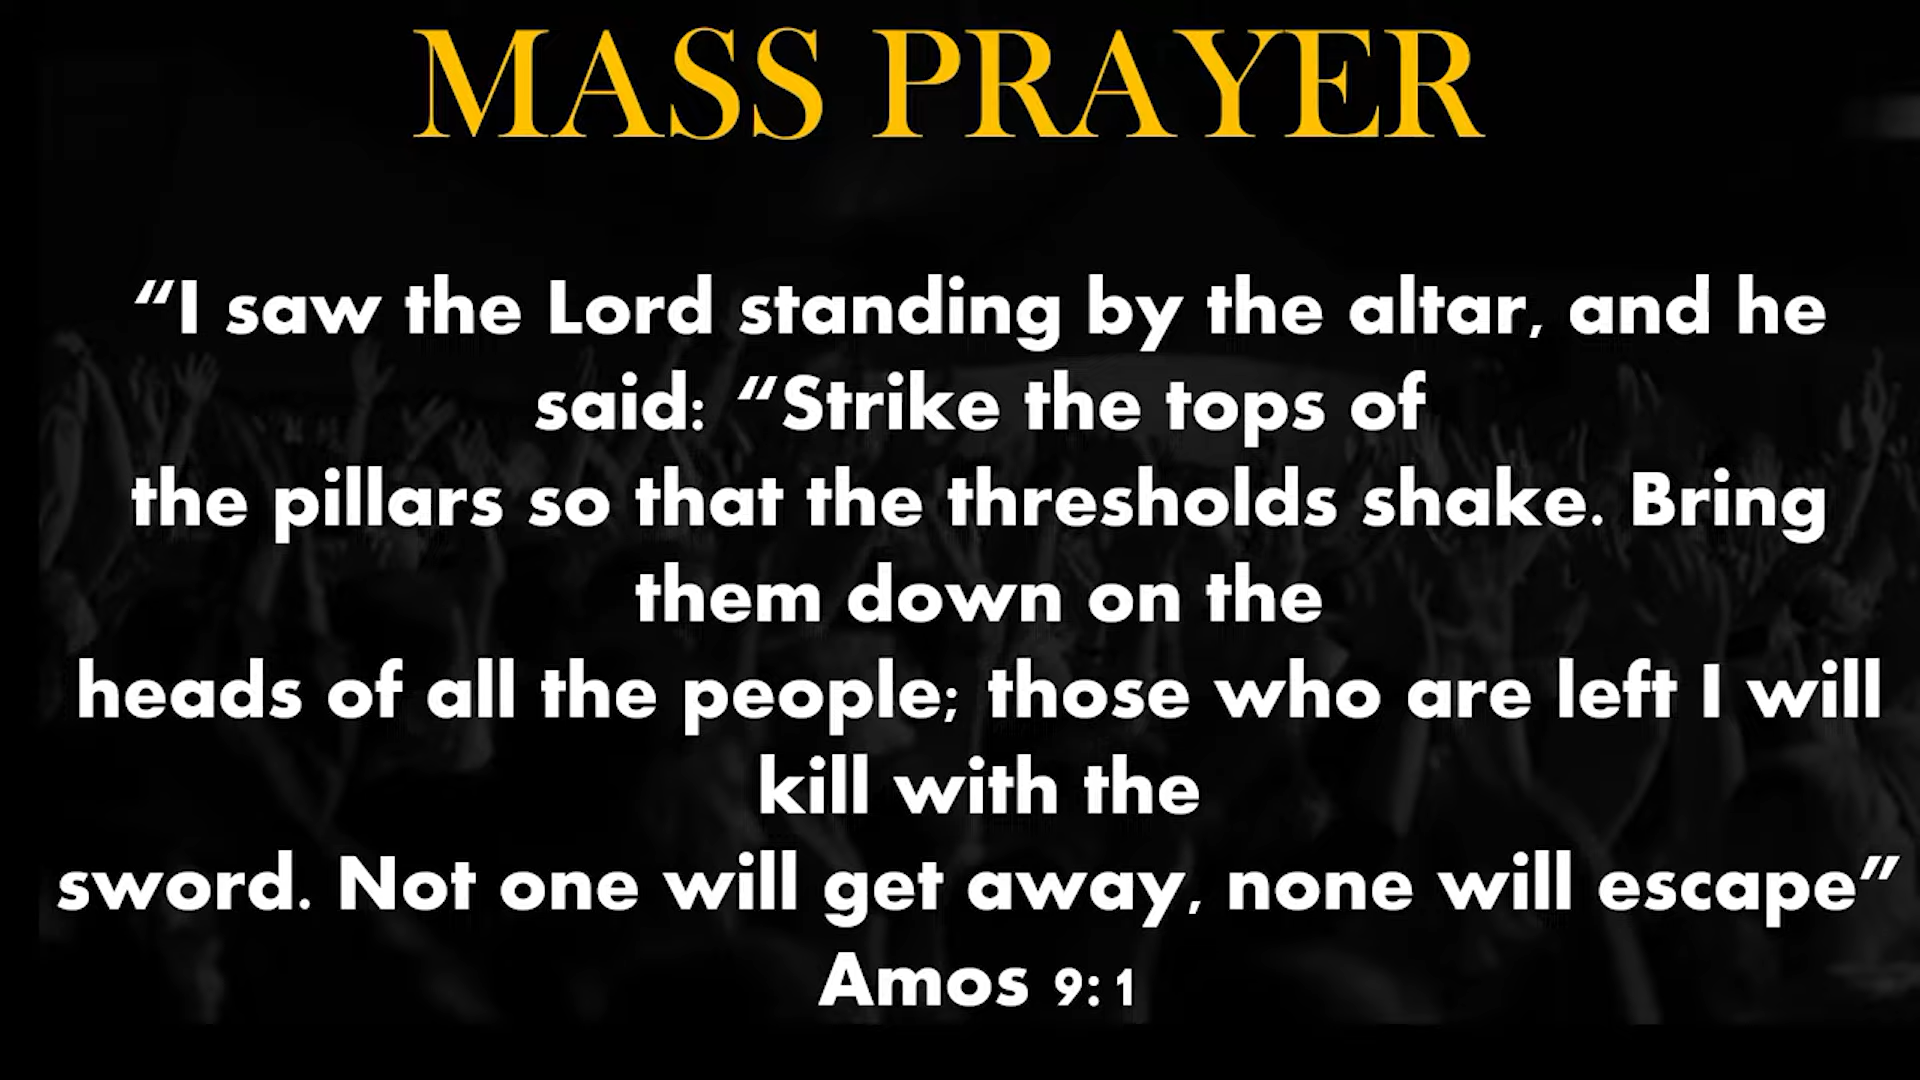 MASS PRAYER
“I saw the Lord standing by the altar, and he
said: “Strike the tops of
the pillars so that the thresholds shake. Bring
them down on the
heads of all the people; those who are left I will
kill with the
sword. Not one will get away, none will escape”
Amos 9:1